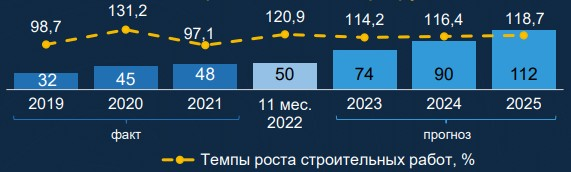 98,7 131,2 97,1 120,9 114,2 116,4 118,7
32 45 48 50 74 90 112
2019 2020 2021 11 мес. 2022 2023 2024 2025
факт прогноз
Темпы роста строительных работ, %